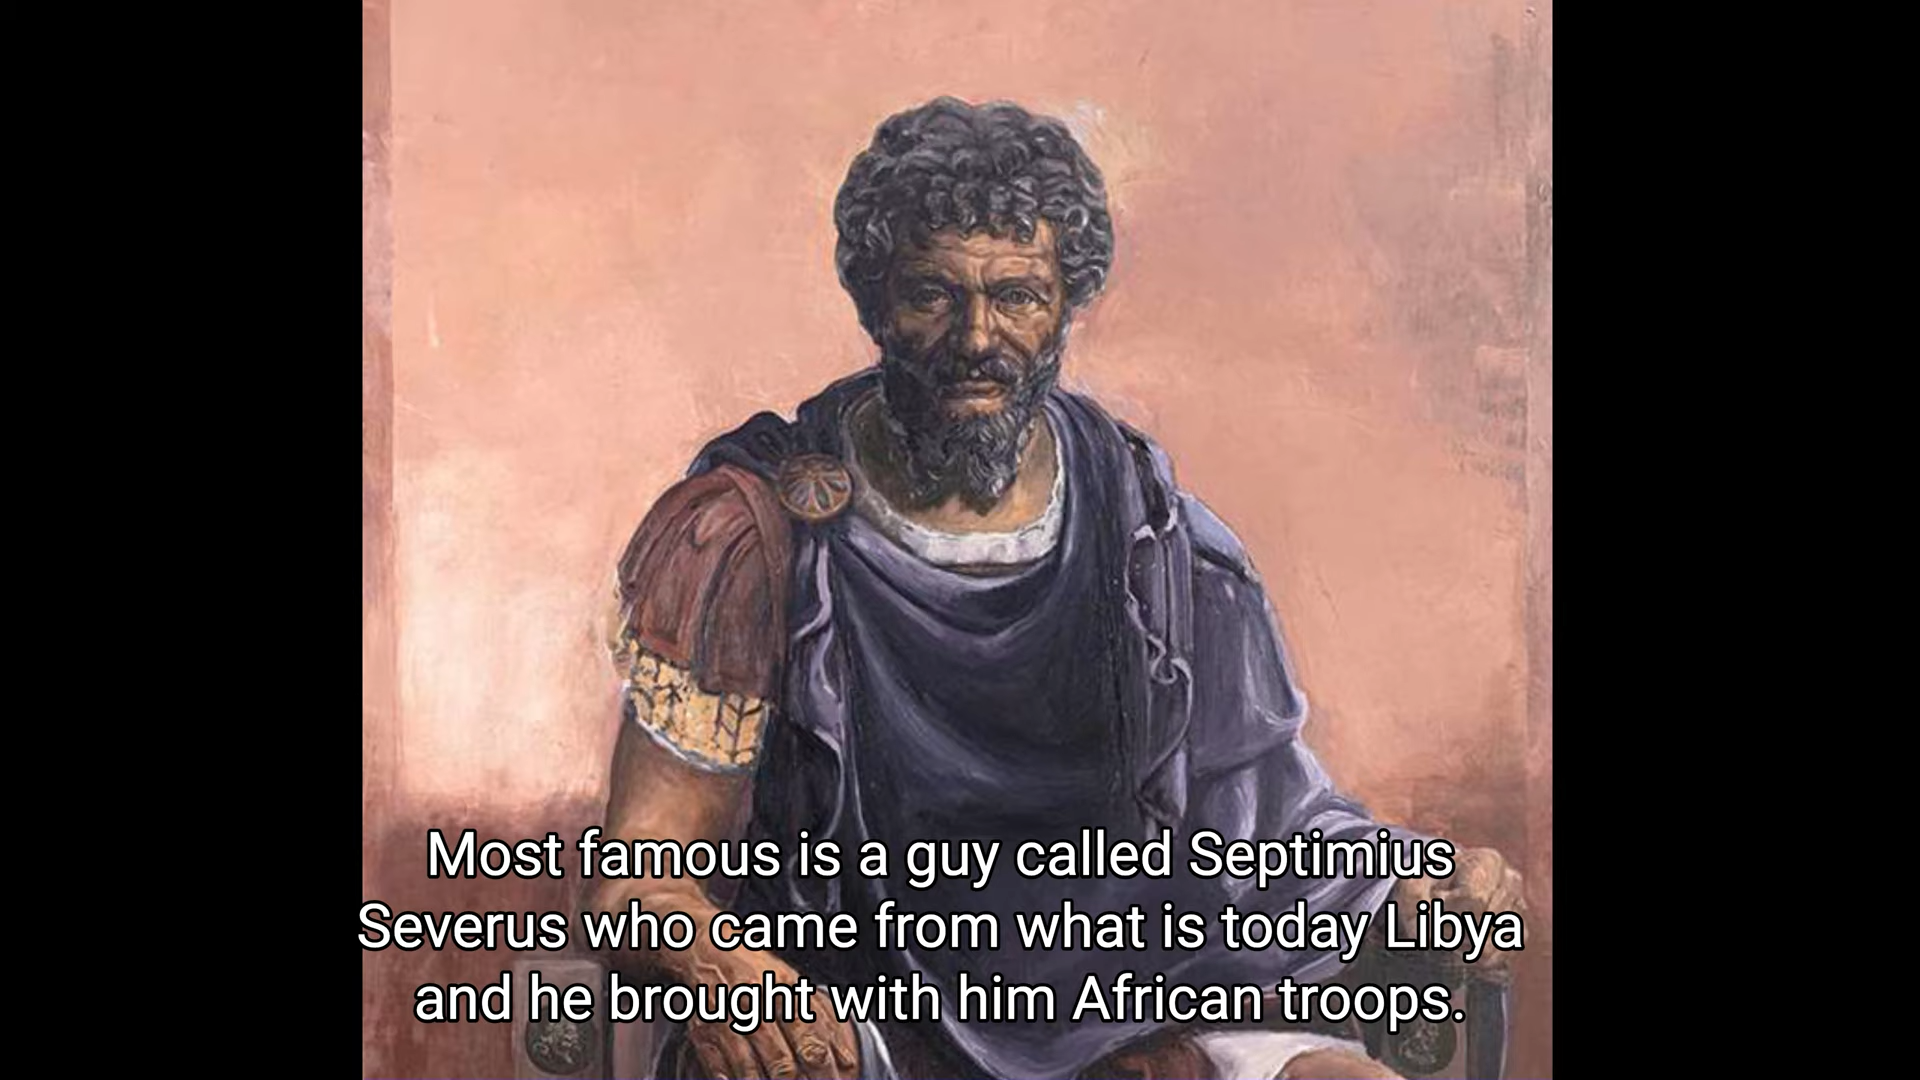 Most famous is a guy called Septimius
Severus who came from what is today Libya
and he brought with him African troops.